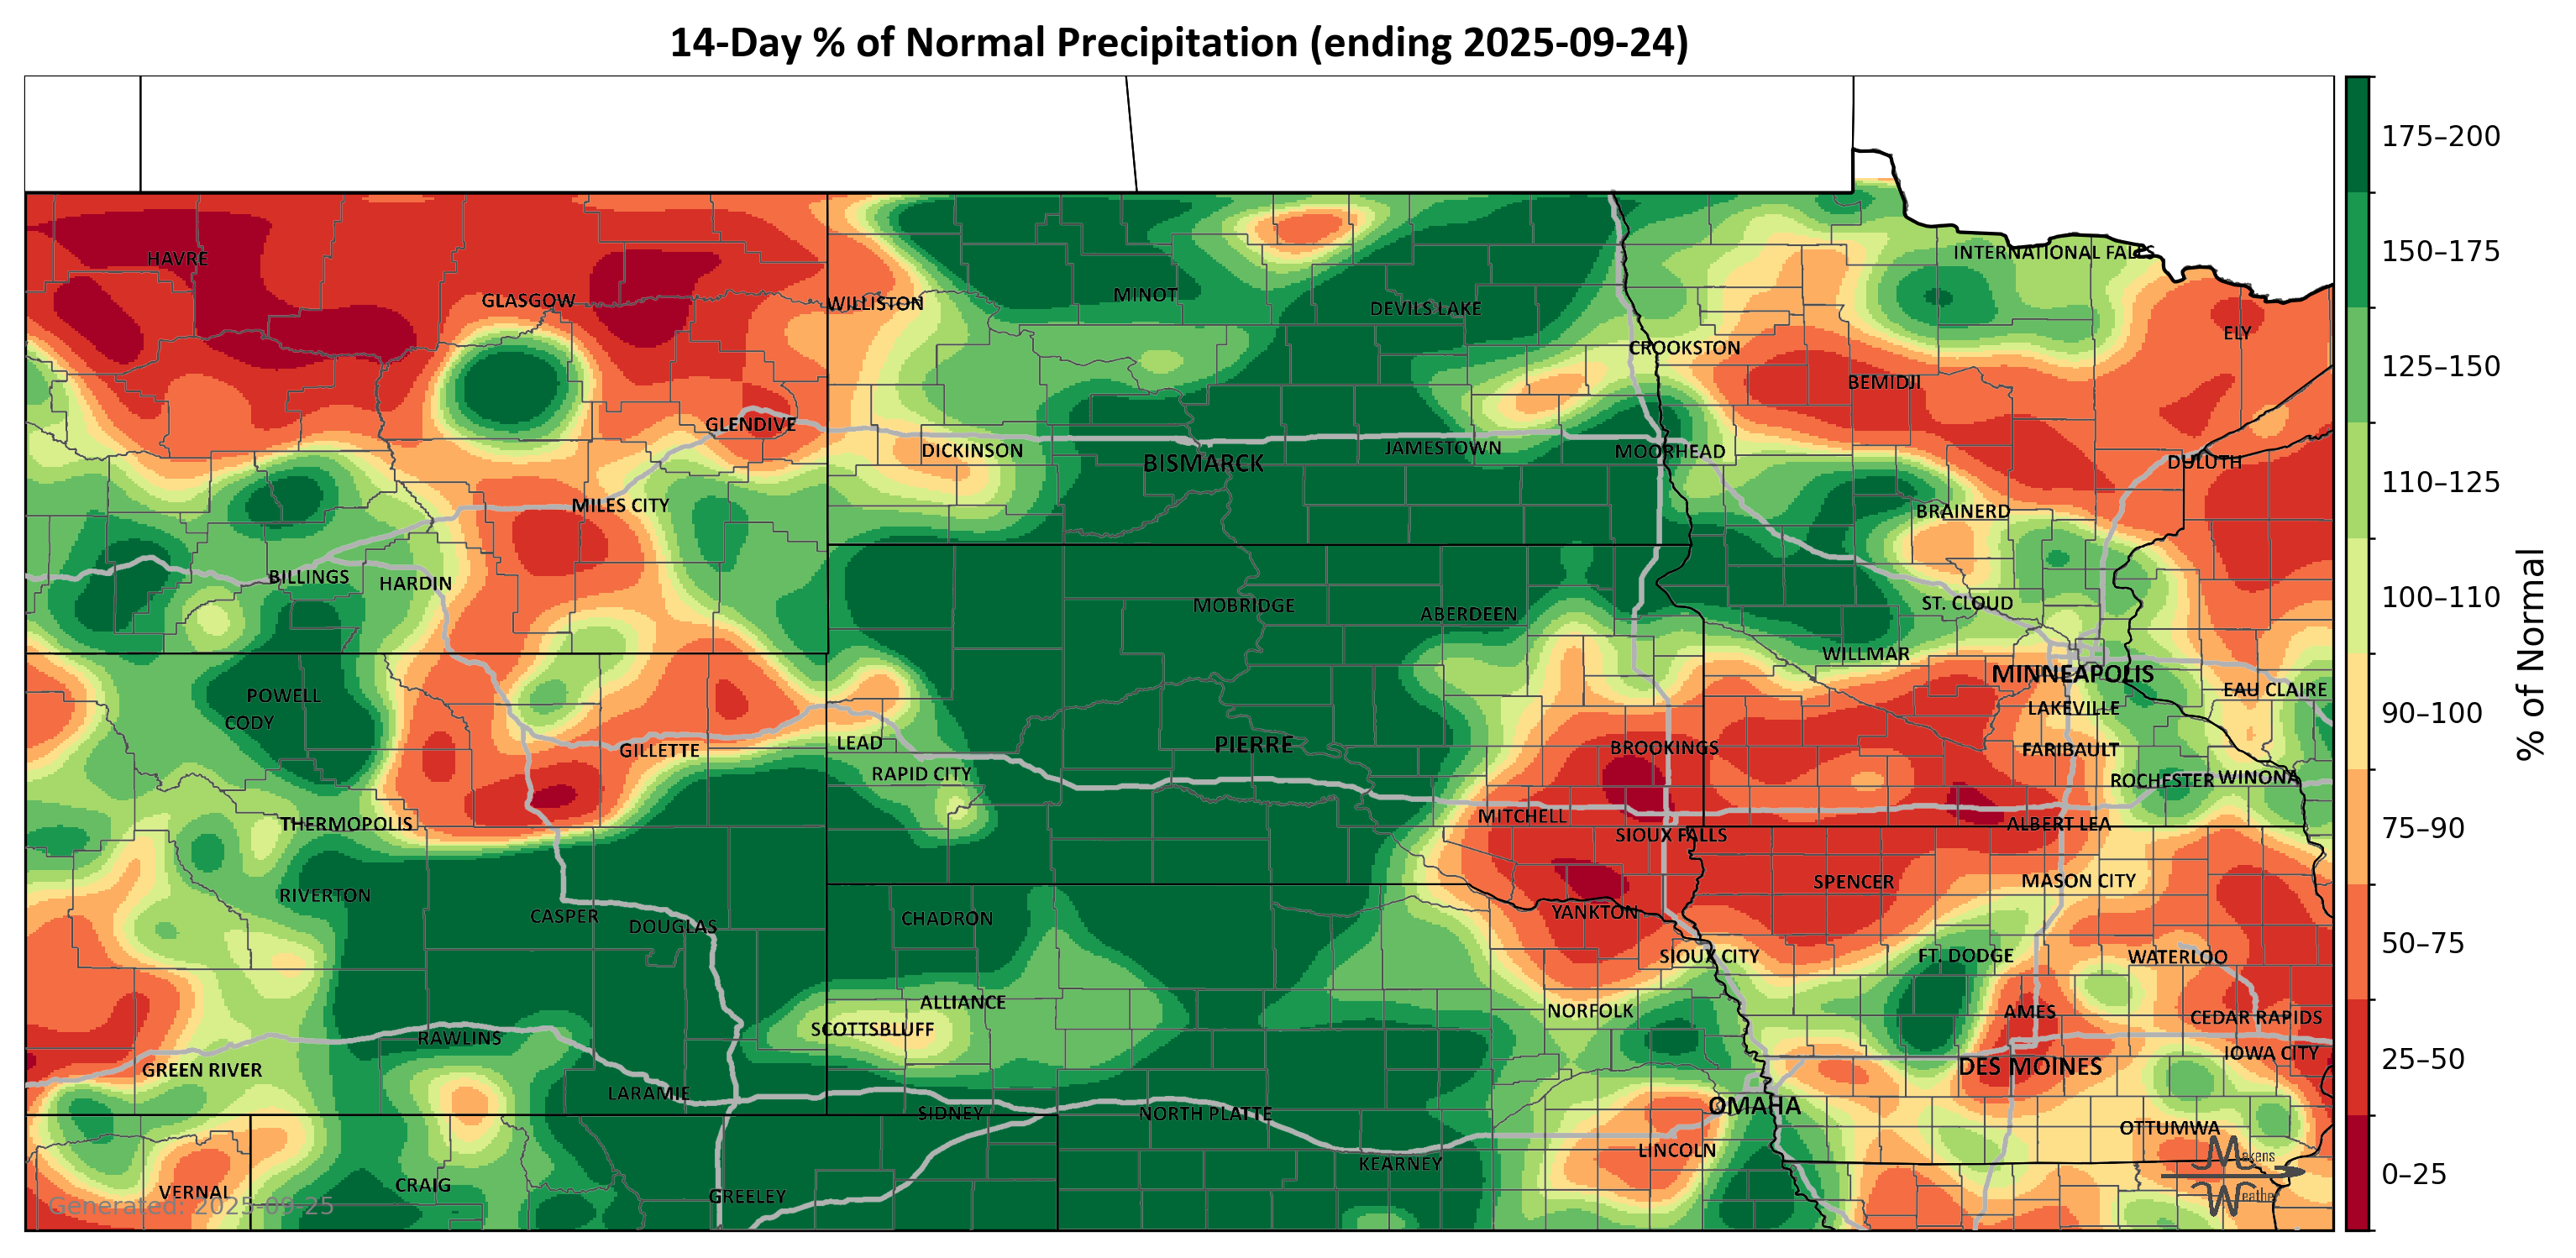 14-Day % of Normal Precipitation (ending 2025-09-24)
HAVRE
GLASGOW
WILLISTON
MINOT
DEVILS LAKE
INTERNATIONAL FALLS
ELY
CROOKSTON
BEMIDJI
GLENDIVE
DICKINSON
BISMARCK
JAMESTOWN
MOORHEAD
DULUTH
MILES CITY
BRAINERD
BILLINGS
HARDIN
MOBRIDGE
ABERDEEN
ST. CLOUD
WILLMAR
MINNEAPOLIS
EAU CLAIRE
POWELL
CODY
LAKEVILLE
GILLETTE
LEAD
PIERRE
BROOKINGS
FARIBAULT
RAPID CITY
ROCHESTER
WINONA
THERMOPOLIS
MITCHELL
SIOUX FALLS
ALBERT LEA
RIVERTON
CASPER
DOUGLAS
CHADRON
YANKTON
SPENCER
MASON CITY
SIOUX CITY
FT. DODGE
WATERLOO
ALLIANCE
SCOTTSBLUFF
NORFOLK
AMES
CEDAR RAPIDS
RAWLINS
GREEN RIVER
DES MOINES
IOWA CITY
LARAMIE
SIDNEY
NORTH PLATTE
OMAHA
OTTUMWA
LINCOLN
KEARNEY
VERNAL
CRAIG
GREELEY
Generated: 2025-09-25
Makens
Weather
175–200
150–175
125–150
110–125
100–110
90–100
75–90
50–75
25–50
0–25
% of Normal